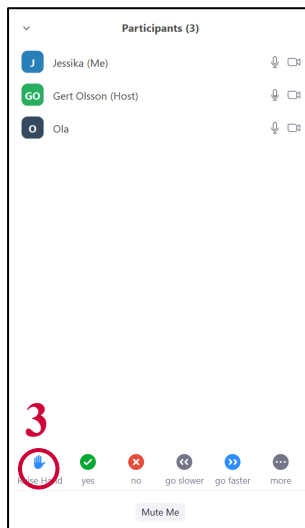 Participants (3)
J Jessika (Me)
GO Gert Olsson (Host)
O Ola
3
Raise Hand yes no go slower go faster more
Mute Me